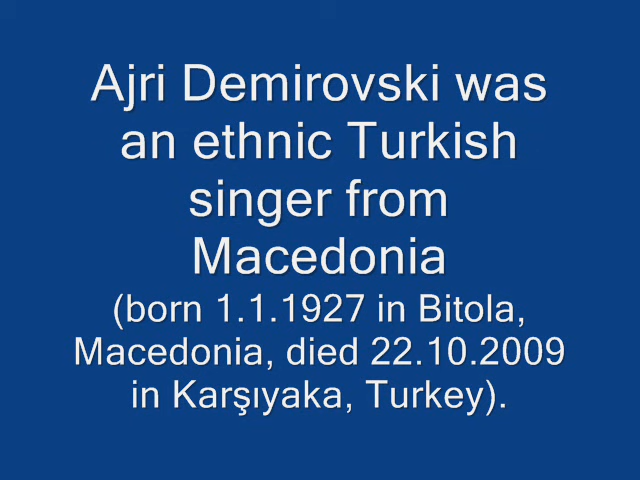 Ajri Demirovski was
an ethnic Turkish
singer from
Macedonia
(born 1.1.1927 in Bitola,
Macedonia, died 22.10.2009
in Karşıyaka, Turkey).